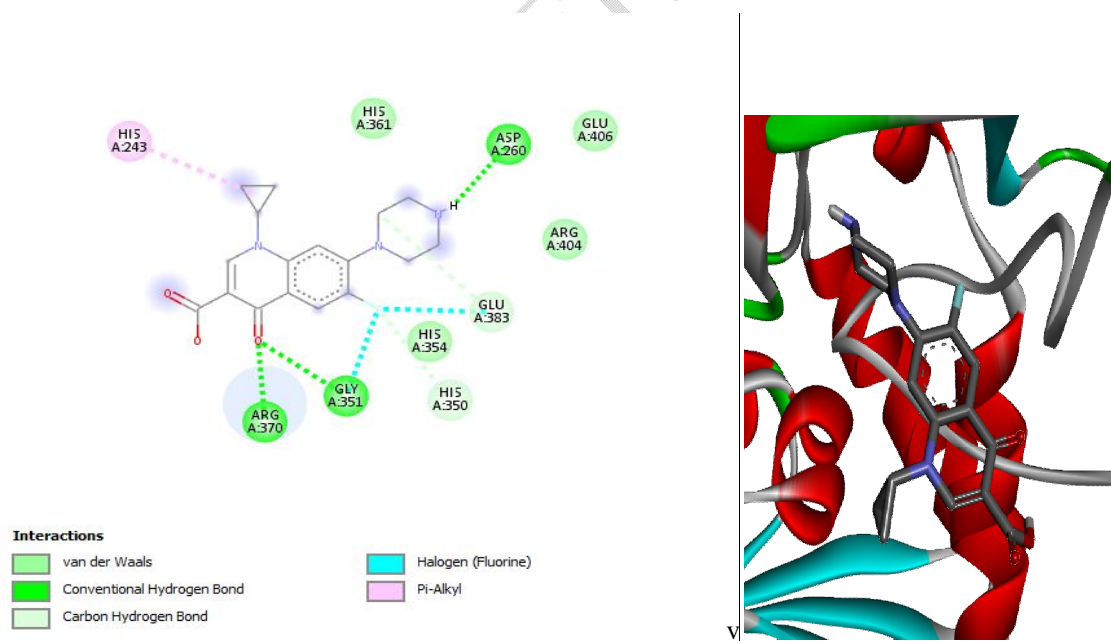 HIS
A:361
GLU
A:406
ASP
A:260
HIS
A:243
H
N
ARG
A:404
N
N
O
GLU
A:383
HIS
A:354
O
O
GLY
A:351
HIS
A:350
ARG
A:370
Interactions
van der Waals
Conventional Hydrogen Bond
Carbon Hydrogen Bond
Halogen (Fluorine)
Pi-Alkyl
v